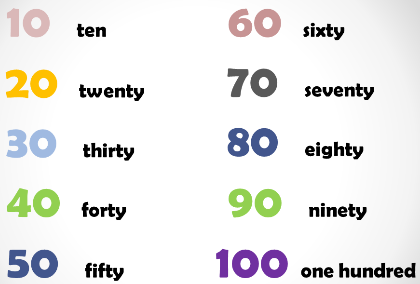 10 ten
20 twenty
30 thirty
40 forty
50 fifty
60 sixty
70 seventy
80 eighty
90 ninety
100 one hundred